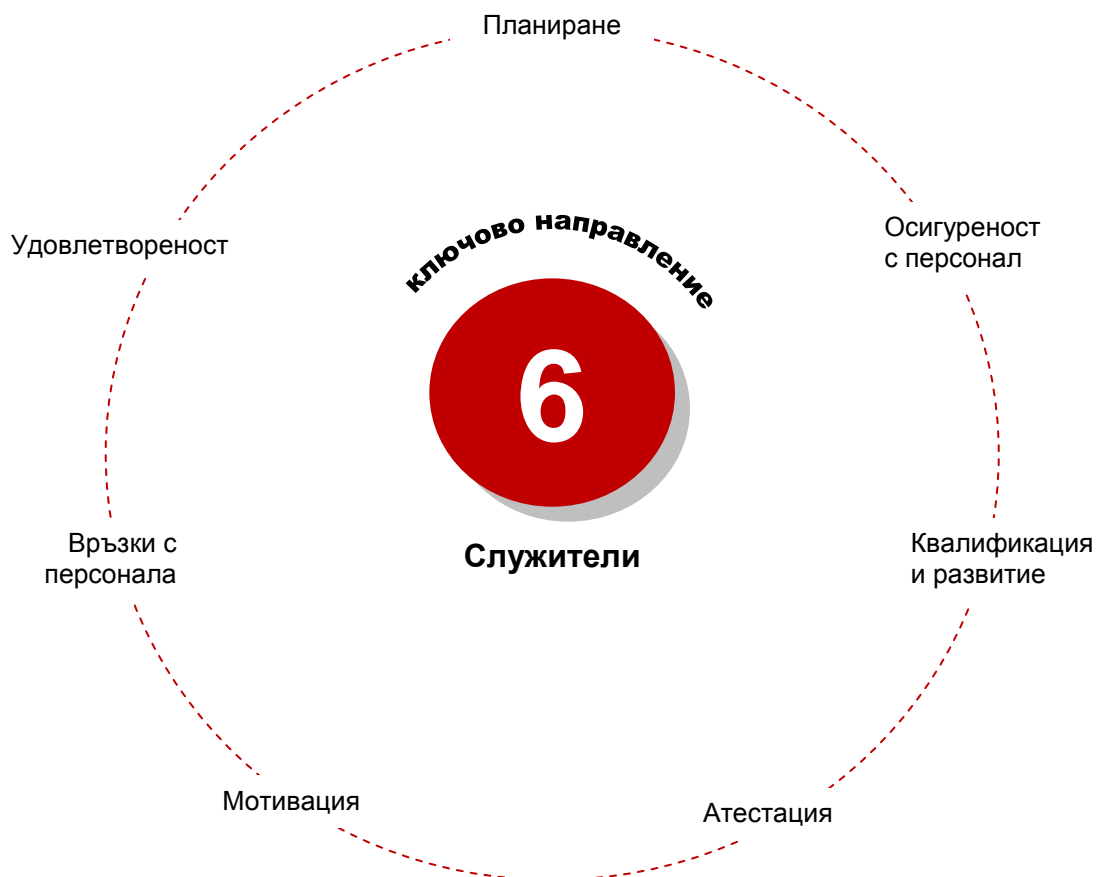 Планиране
Осигуреност
с персонал
Удовлетвореност
ключово направление
6
Служители
Връзки с
персонала
Квалификация
и развитие
Мотивация
Атестация